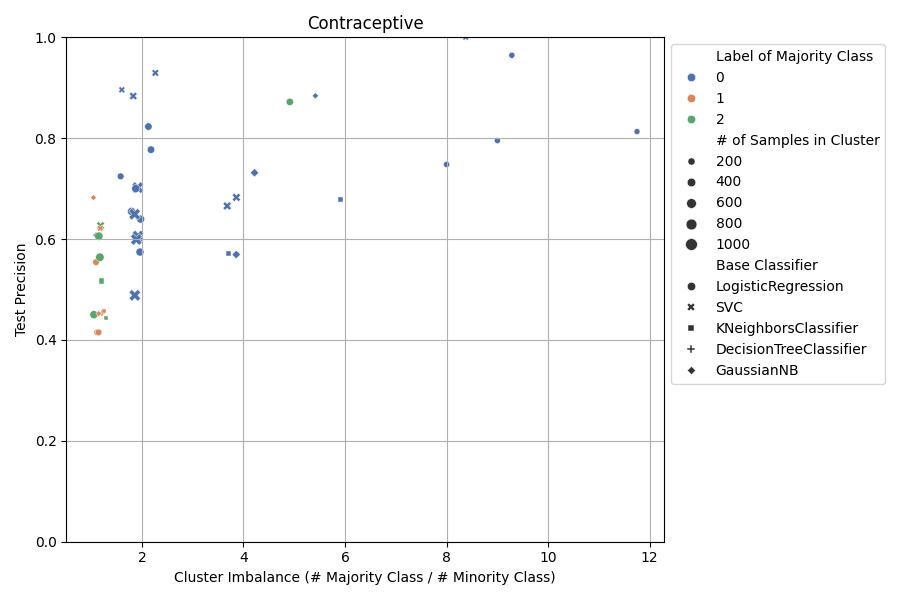 Contraceptive
1.0
0.8
0.6
0.4
0.2
0.0
Test Precision
2
4
6
8
10
12
Cluster Imbalance (# Majority Class / # Minority Class)
Label of Majority Class
0
1
2
# of Samples in Cluster
200
400
600
800
1000
Base Classifier
LogisticRegression
SVC
KNeighborsClassifier
DecisionTreeClassifier
GaussianNB